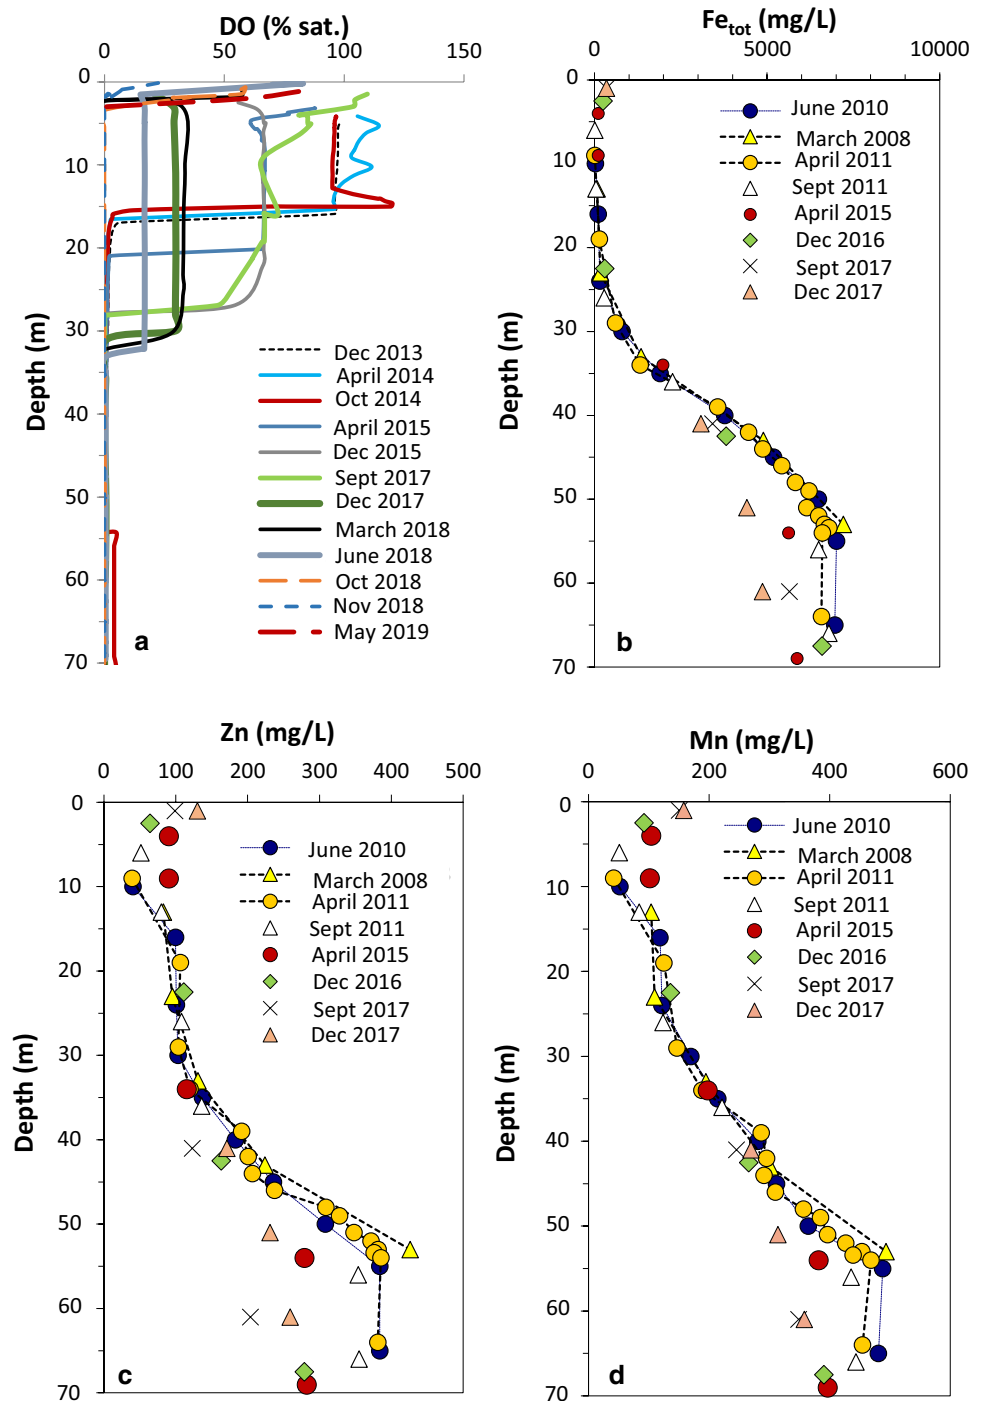 DO (% sat.)
0 50 100 150
0
10
20
30
40
50
60
70
Depth (m)
Dec 2013
April 2014
Oct 2014
April 2015
Dec 2015
Sept 2017
Dec 2017
March 2018
June 2018
Oct 2018
Nov 2018
May 2019
a
Fetot (mg/L)
0 5000 10000
0
10
20
30
40
50
60
70
Depth (m)
June 2010
March 2008
April 2011
Sept 2011
April 2015
Dec 2016
Sept 2017
Dec 2017
b
Zn (mg/L)
0 100 200 300 400 500
0
10
20
30
40
50
60
70
Depth (m)
June 2010
March 2008
April 2011
Sept 2011
April 2015
Dec 2016
Sept 2017
Dec 2017
c
Mn (mg/L)
0 200 400 600
0
10
20
30
40
50
60
70
Depth (m)
June 2010
March 2008
April 2011
Sept 2011
April 2015
Dec 2016
Sept 2017
Dec 2017
d